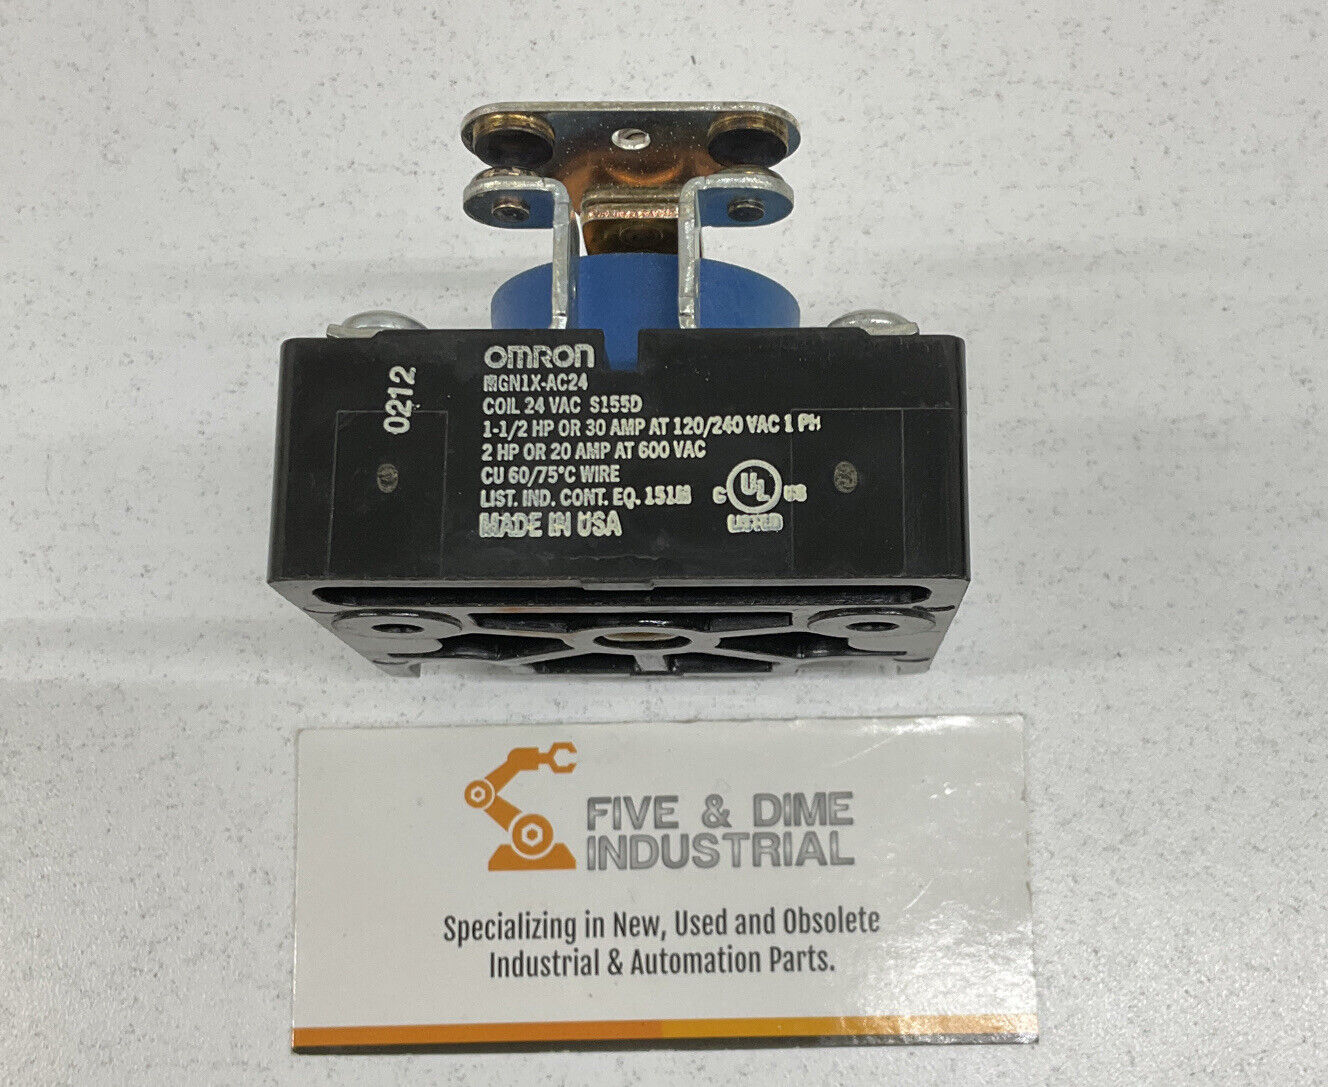 OMRON
0212
MGN1X-AC24
COIL 24 VAC S155D
1-1/2 HP OR 30 AMP AT 120/240 VAC 1 PH
2 HP OR 20 AMP AT 600 VAC
CU 60/75°C WIRE
LIST. IND. CONT. EQ. 151M
C UL US
LISTED
MADE IN USA
FIVE & DIME
INDUSTRIAL
Specializing in New, Used and Obsolete
Industrial & Automation Parts.